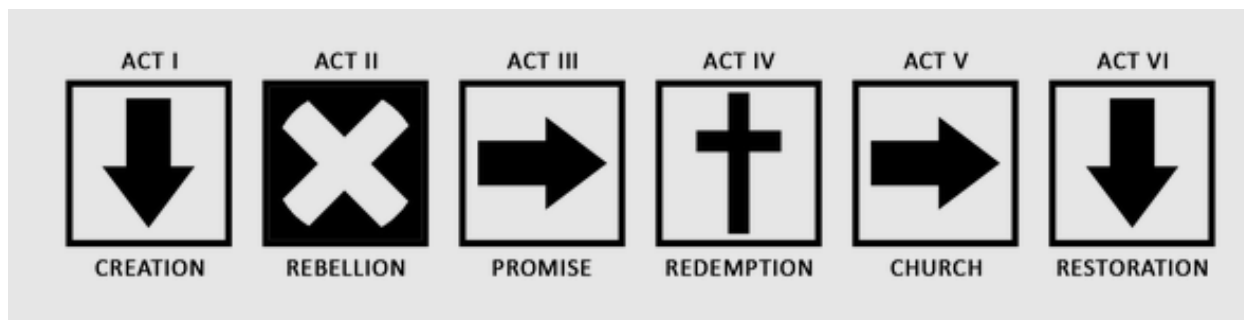 ACT I ACT II ACT III ACT IV ACT V ACT VI
CREATION REBELLION PROMISE REDEMPTION CHURCH RESTORATION